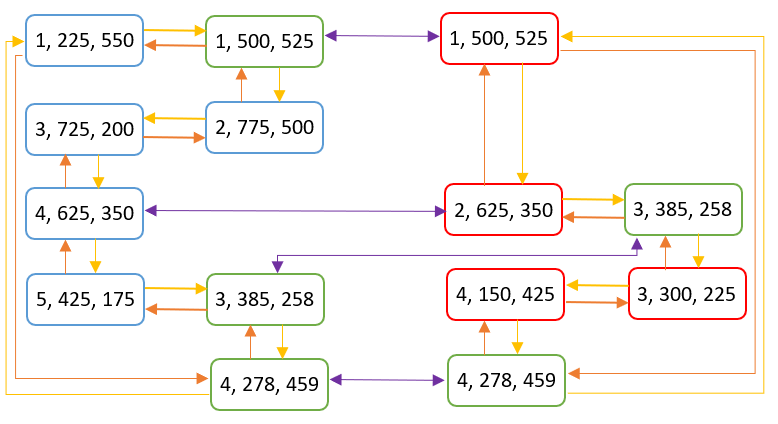 1, 225, 550
1, 500, 525
1, 500, 525
3, 725, 200
2, 775, 500
4, 625, 350
2, 625, 350
3, 385, 258
5, 425, 175
3, 385, 258
4, 150, 425
3, 300, 225
4, 278, 459
4, 278, 459